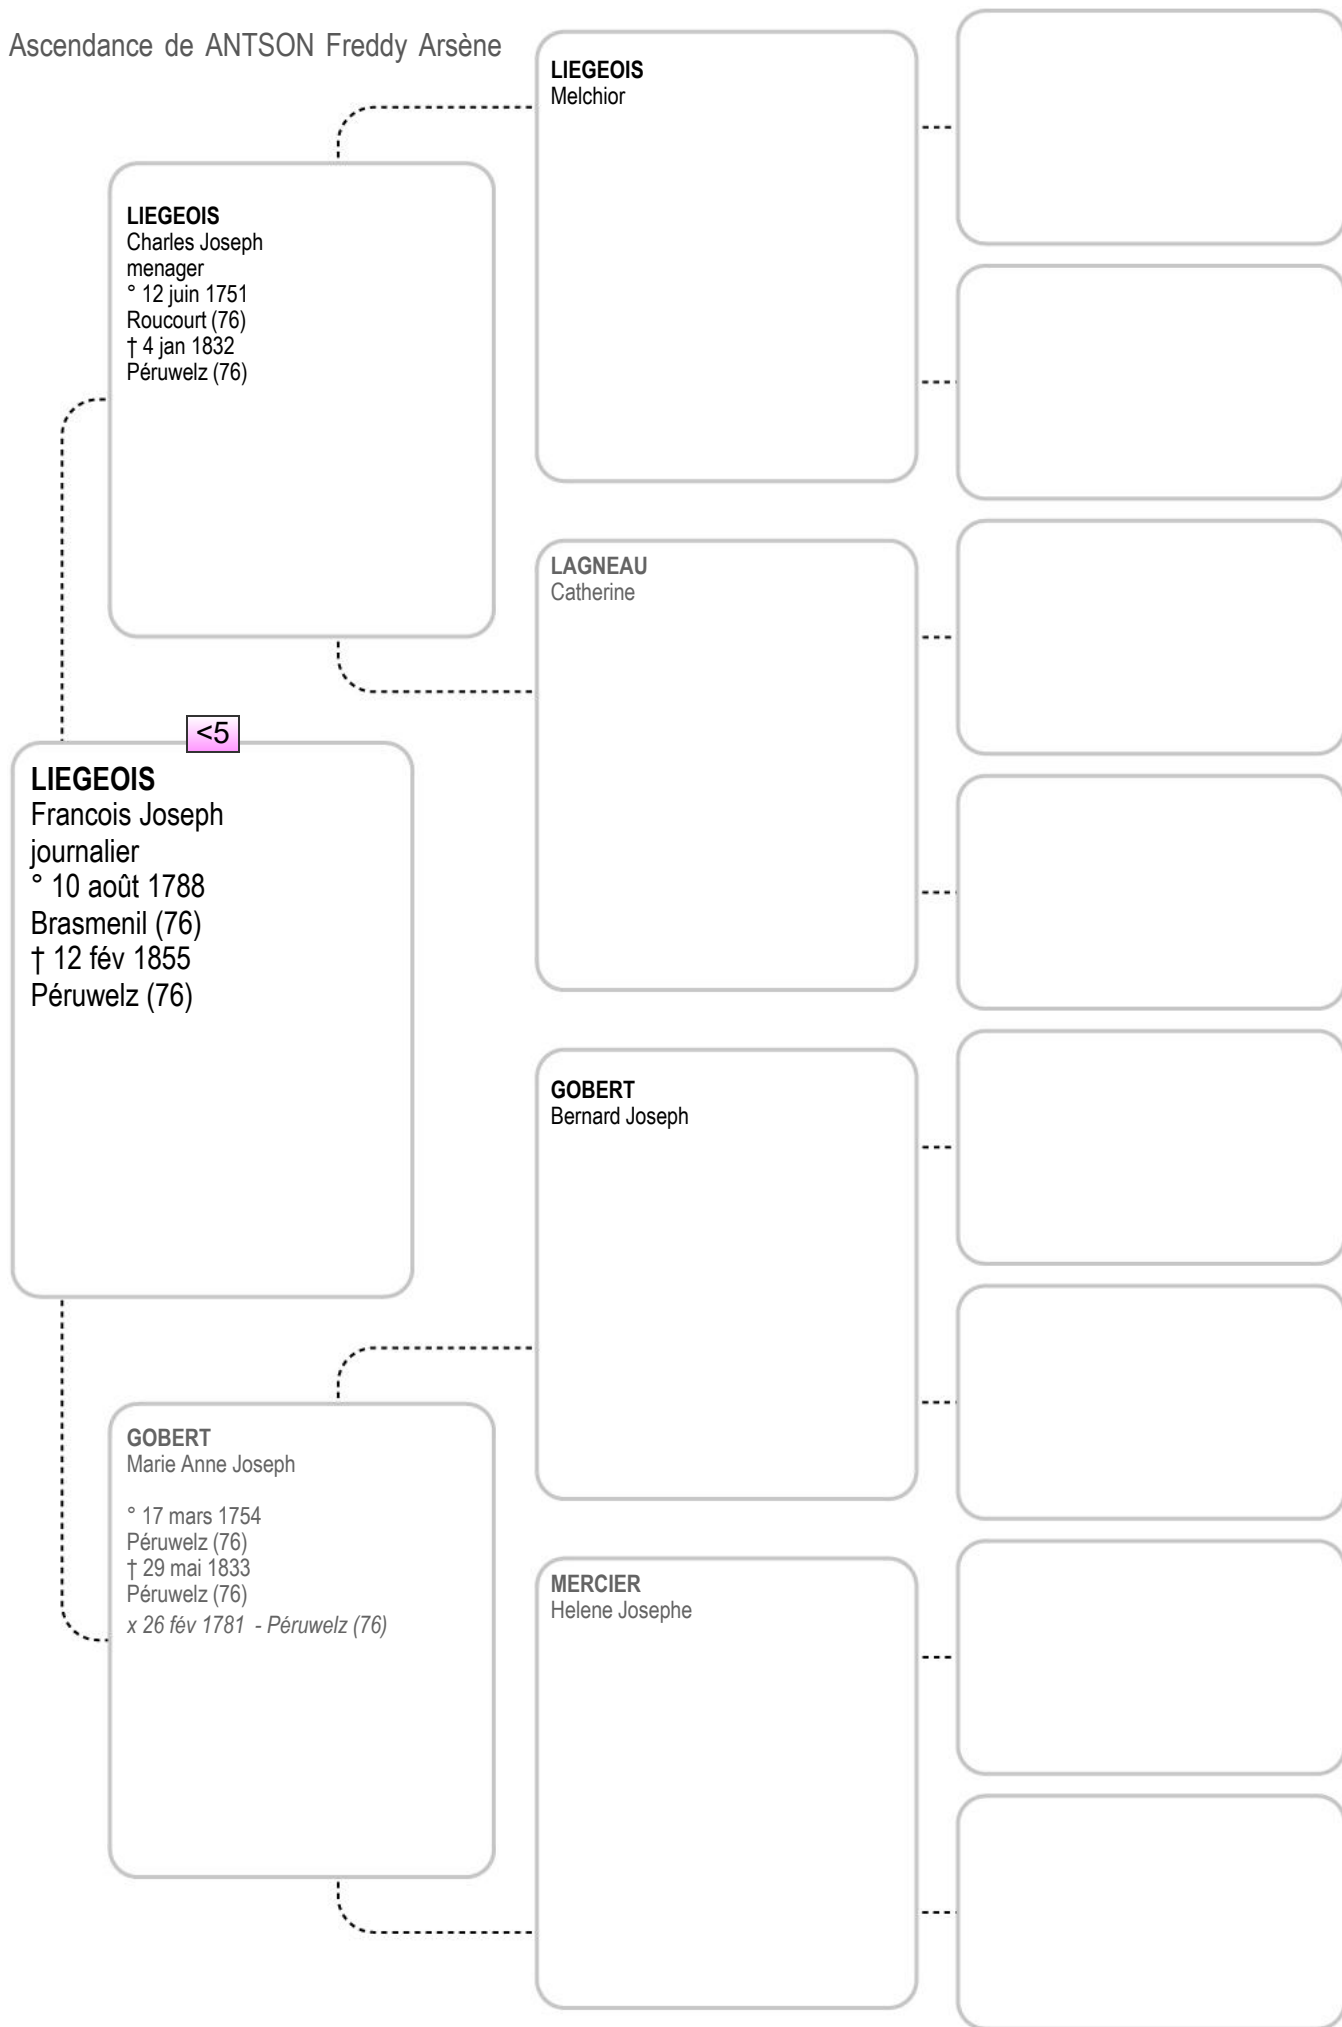 Ascendance de ANTSON Freddy Arsène
LIEGEOIS
Melchior
LIEGEOIS
Charles Joseph
menager
° 12 juin 1751
Roucourt (76)
† 4 jan 1832
Péruwelz (76)
LAGNEAU
Catherine
<5
LIEGEOIS
Francois Joseph
journalier
° 10 août 1788
Brasmenil (76)
† 12 fév 1855
Péruwelz (76)
GOBERT
Bernard Joseph
GOBERT
Marie Anne Joseph
° 17 mars 1754
Péruwelz (76)
† 29 mai 1833
Péruwelz (76)
x 26 fév 1781 - Péruwelz (76)
MERCIER
Helene Josephe